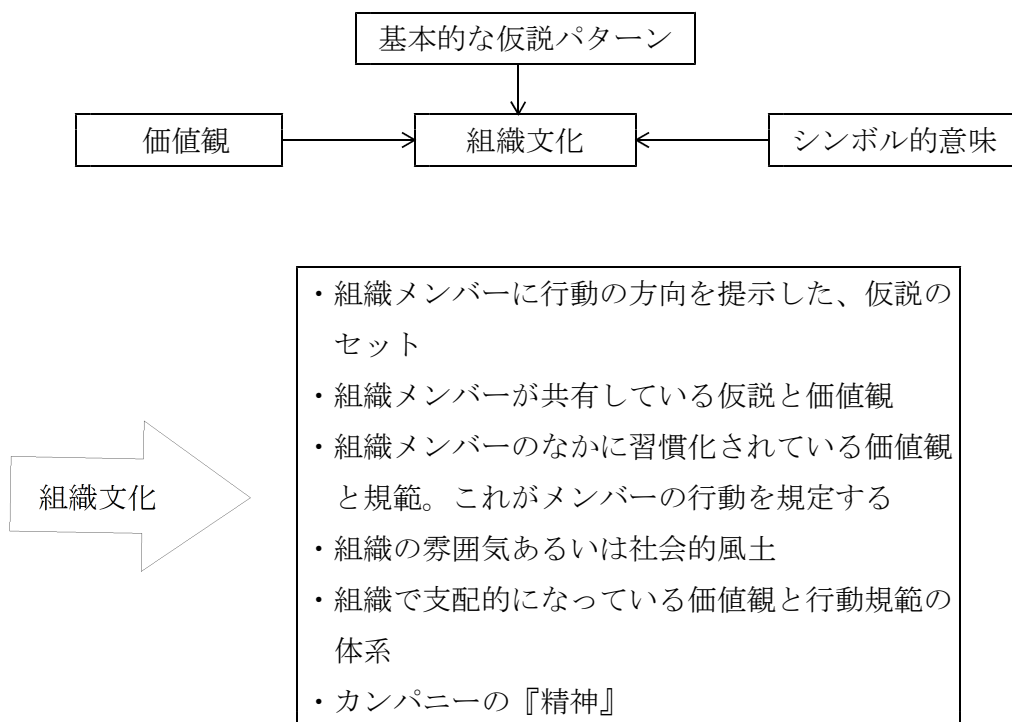 基本的な仮説パターン
価値観
組織文化
シンボル的意味
・組織メンバーに行動の方向を提示した、仮説の
セット
・組織メンバーが共有している仮説と価値観
・組織メンバーのなかに習慣化されている価値観
と規範。これがメンバーの行動を規定する
組織文化
・組織の雰囲気あるいは社会的風土
・組織で支配的になっている価値観と行動規範の
体系
・カンパニーの『精神』